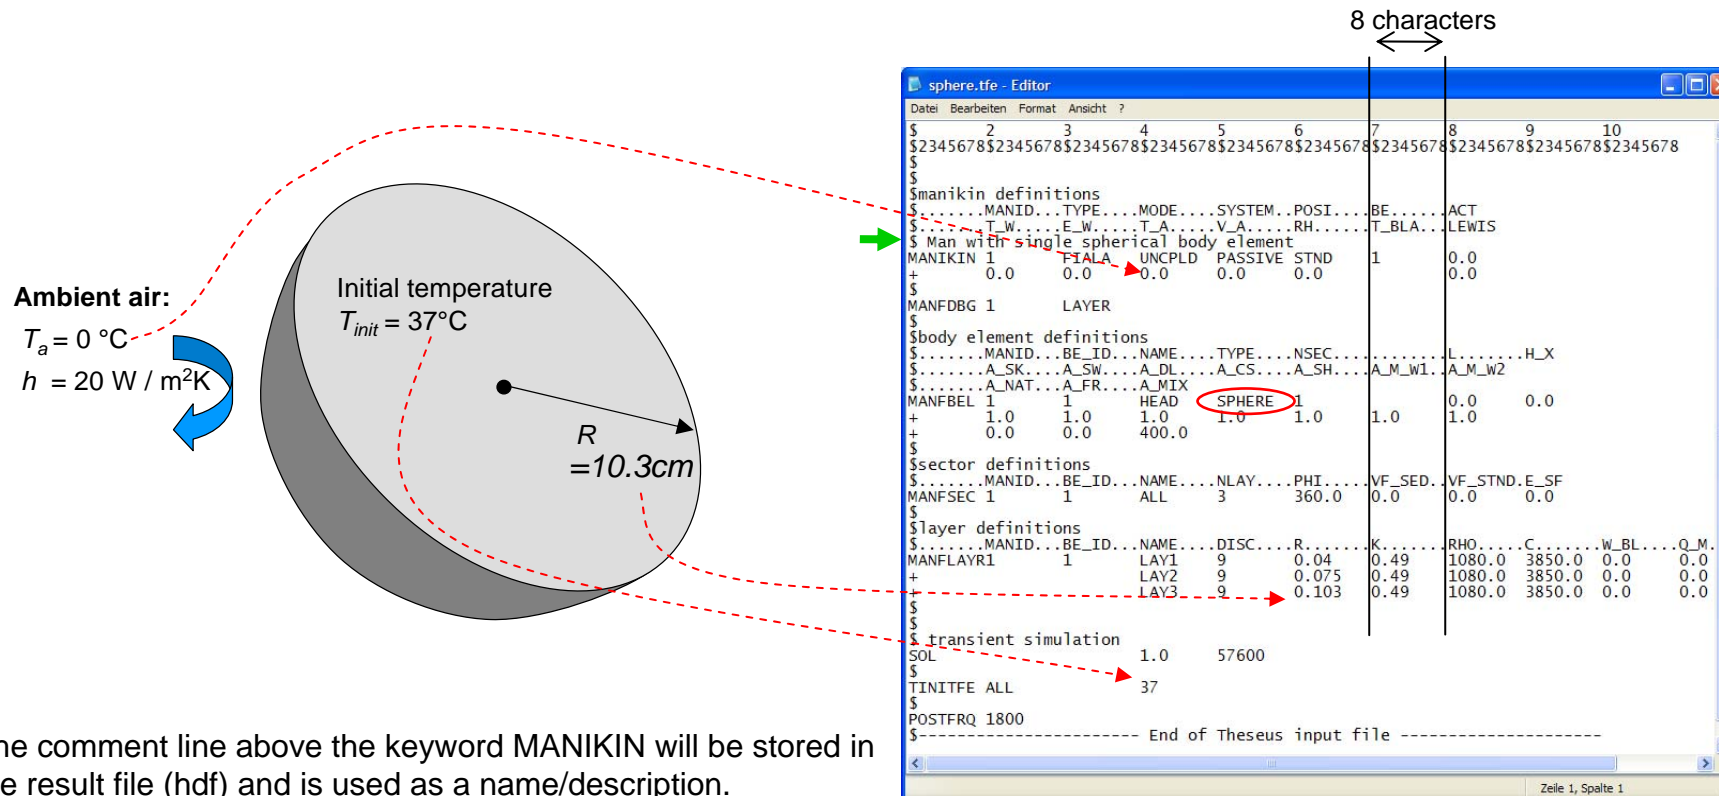 8 characters
sphere.tfe - Editor
Datei Bearbeiten Format Ansicht ?
$ 2 3 4 5 6 7 8 9 10
$2345678$2345678$2345678$2345678$2345678$2345678$2345678$2345678$2345678$2345678
$
$
$manikin definitions
$.......MANID...TYPE....MODE....SYSTEM..POSI....BE......ACT
$.......T_W.....E_W.....T_A.....V_A.....RH......T_BLA...LEWIS
$ Man with single spherical body element
MANIKIN 1 FIALA UNCPLD PASSIVE STND 1 0.0
+ 0.0 0.0 0.0 0.0 0.0 0.0
$
MANFDBG 1 LAYER
$
$body element definitions
$.......MANID...BE_ID...NAME....TYPE....NSEC............L.......H_X
$.......A_SK....A_SW....A_DL....A_CS....A_SH....A_M_W1..A_M_W2
$.......A_NAT...A_FR....A_MIX
MANFBEL 1 1 HEAD SPHERE 1 0.0 0.0
+ 1.0 1.0 1.0 1.0 1.0 1.0 1.0
+ 0.0 0.0 400.0
$
$sector definitions
$.......MANID...BE_ID...NAME....NLAY....PHI.....VF_SED..VF_STND.E_SF
MANFSEC 1 1 ALL 3 360.0 0.0 0.0 0.0
$
$layer definitions
$.......MANID...BE_ID...NAME....DISC....R.......K.......RHO.....C.......W_BL....Q_M.
MANFLAYR1 1 LAY1 9 0.04 0.49 1080.0 3850.0 0.0 0.0
+ LAY2 9 0.075 0.49 1080.0 3850.0 0.0 0.0
+ LAY3 9 0.103 0.49 1080.0 3850.0 0.0 0.0
$
$
$ transient simulation
SOL 1.0 57600
$
TINITFE ALL 37
$
POSTFRQ 1800
$----------------------- End of Theseus input file ---------------------
Zeile 1, Spalte 1
Ambient air:
Ta = 0 °C
h = 20 W / m²K
Initial temperature
Tinit = 37°C
R
=10.3cm
ne comment line above the keyword MANIKIN will be stored in
e result file (hdf) and is used as a name/description.